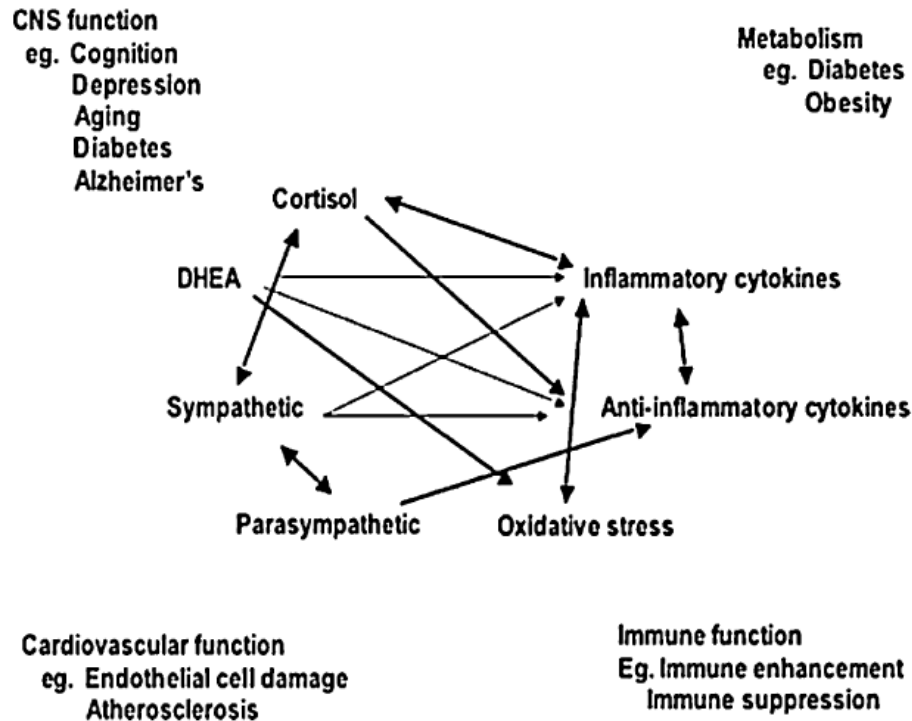 CNS function
eg. Cognition
Depression
Aging
Diabetes
Alzheimer's
Metabolism
eg. Diabetes
Obesity
Cortisol
DHEA
Inflammatory cytokines
Sympathetic
Anti-inflammatory cytokines
Parasympathetic
Oxidative stress
Cardiovascular function
eg. Endothelial cell damage
Atherosclerosis
Immune function
Eg. Immune enhancement
Immune suppression